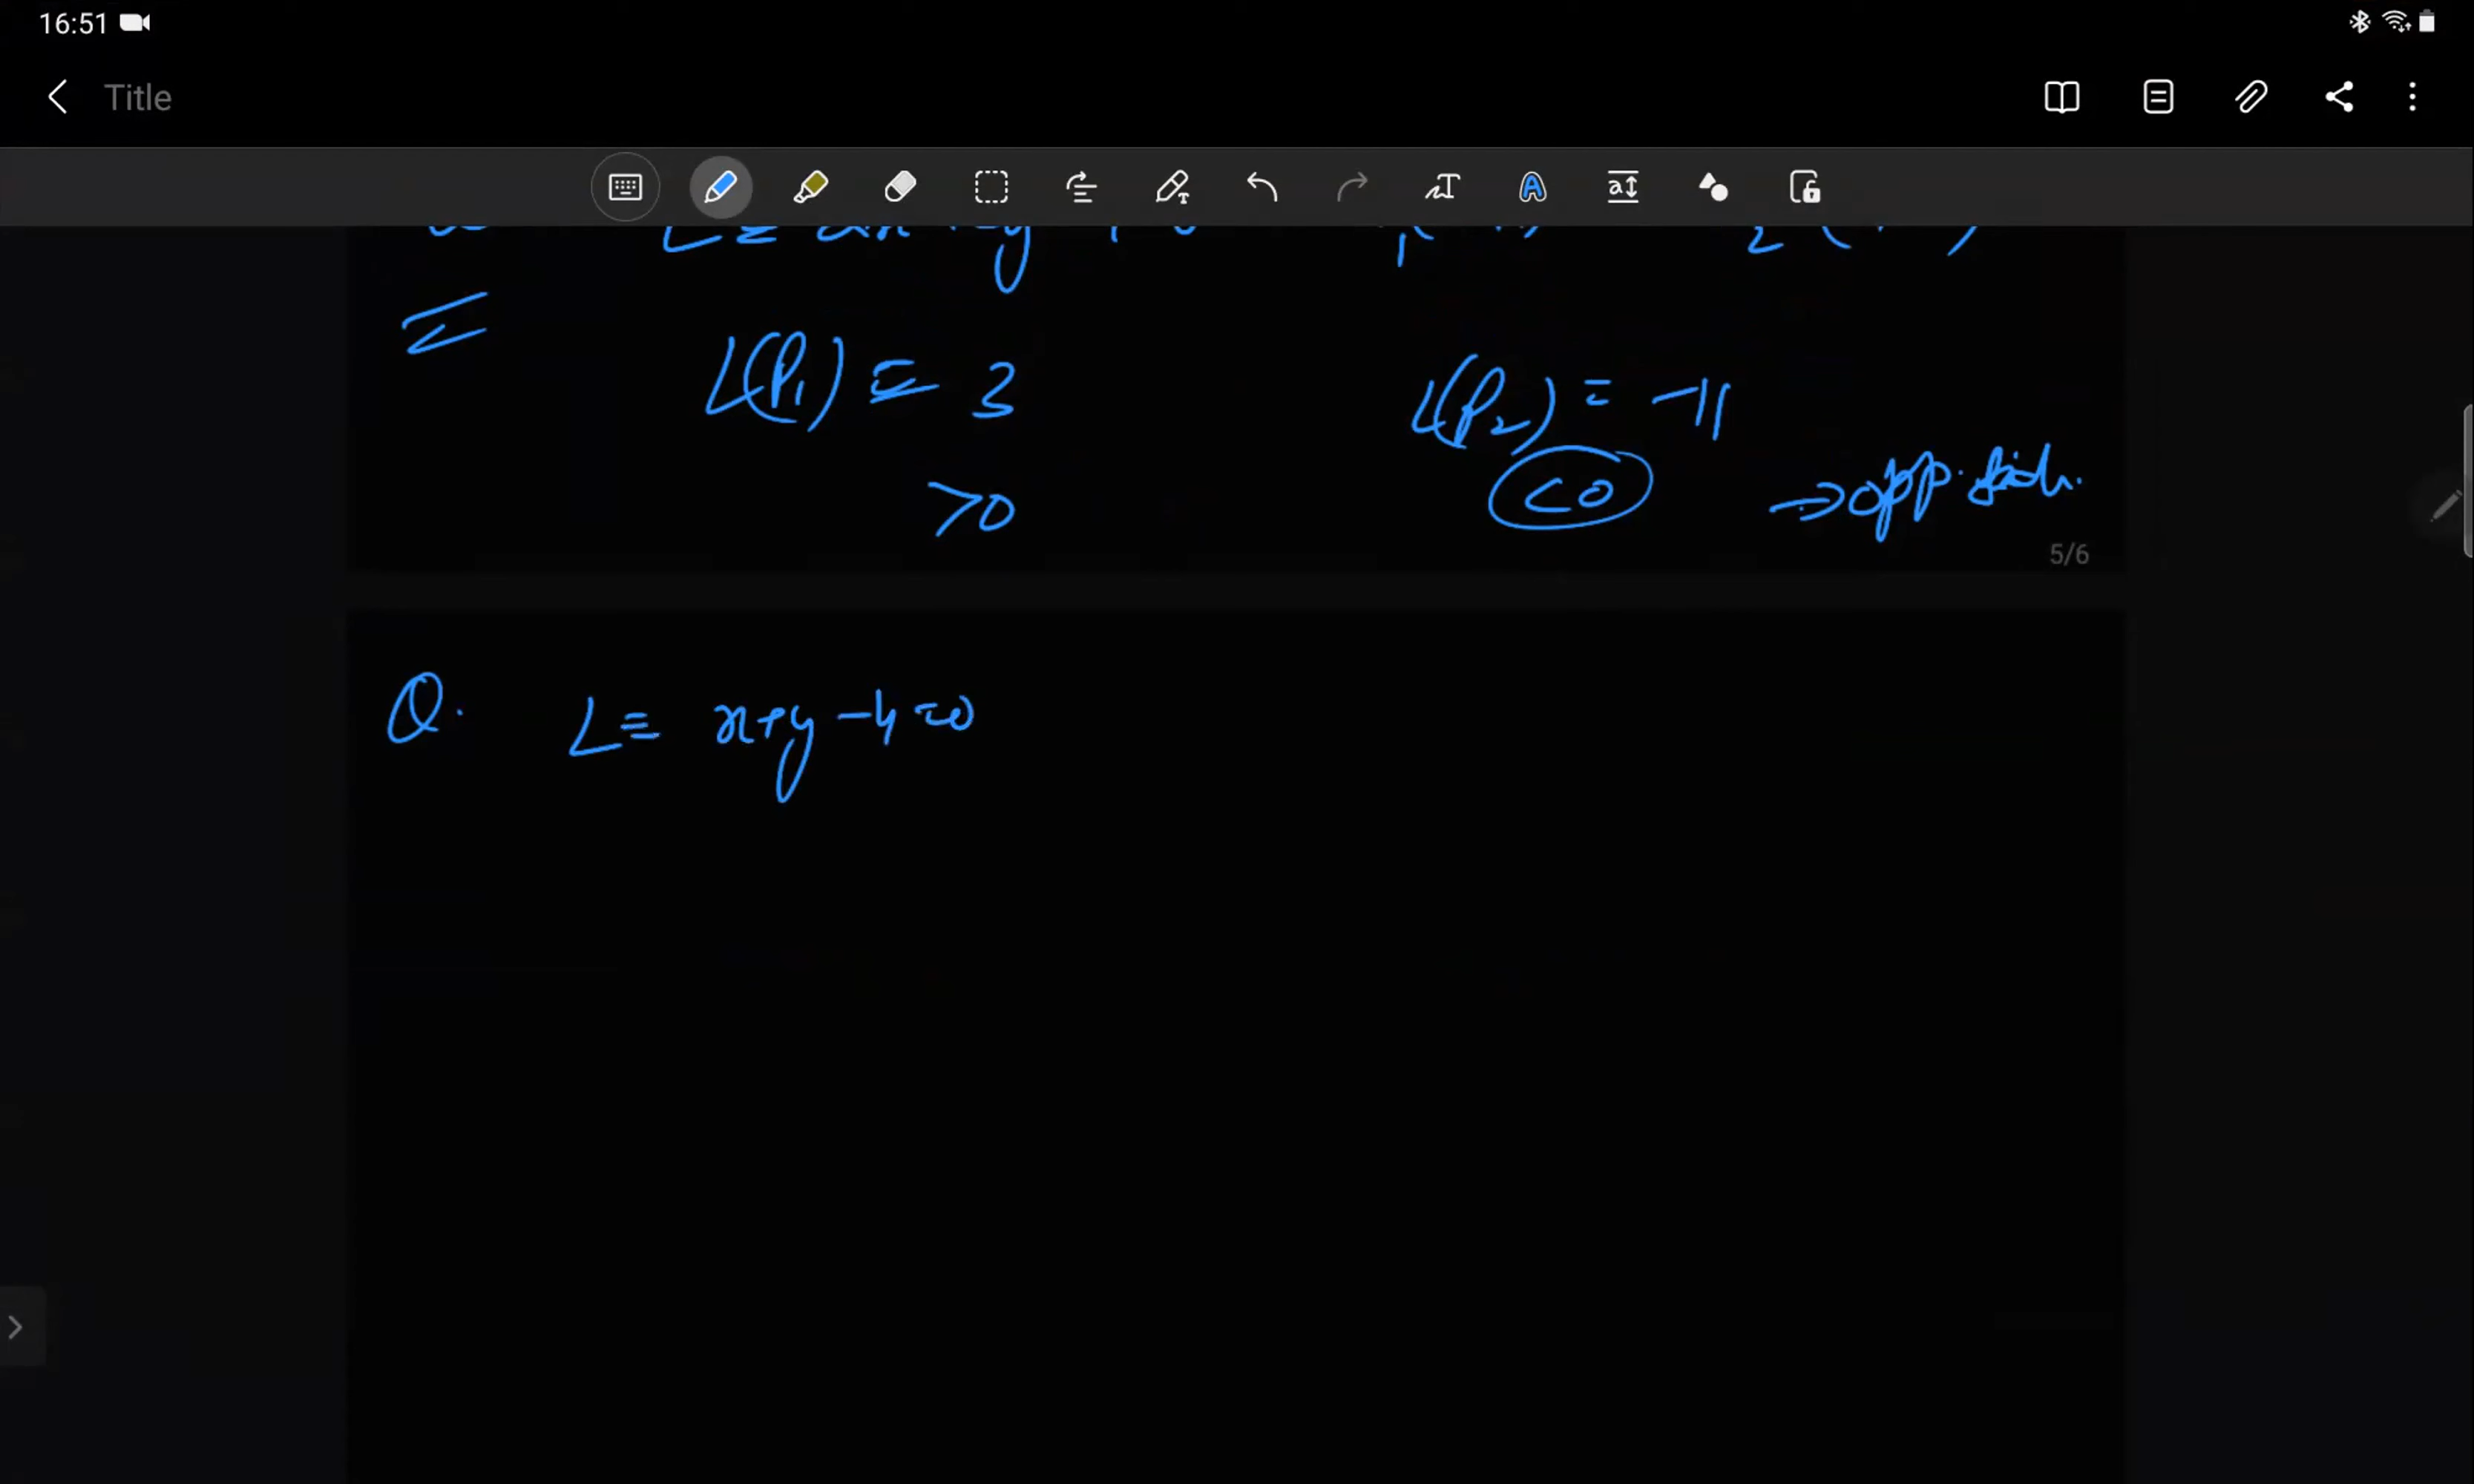 16:51
Title
L(P₁) = 3
L(P₂) = -11
>0
<0 → opp. side.
5/6
Q. L ≡ x+y-4=0